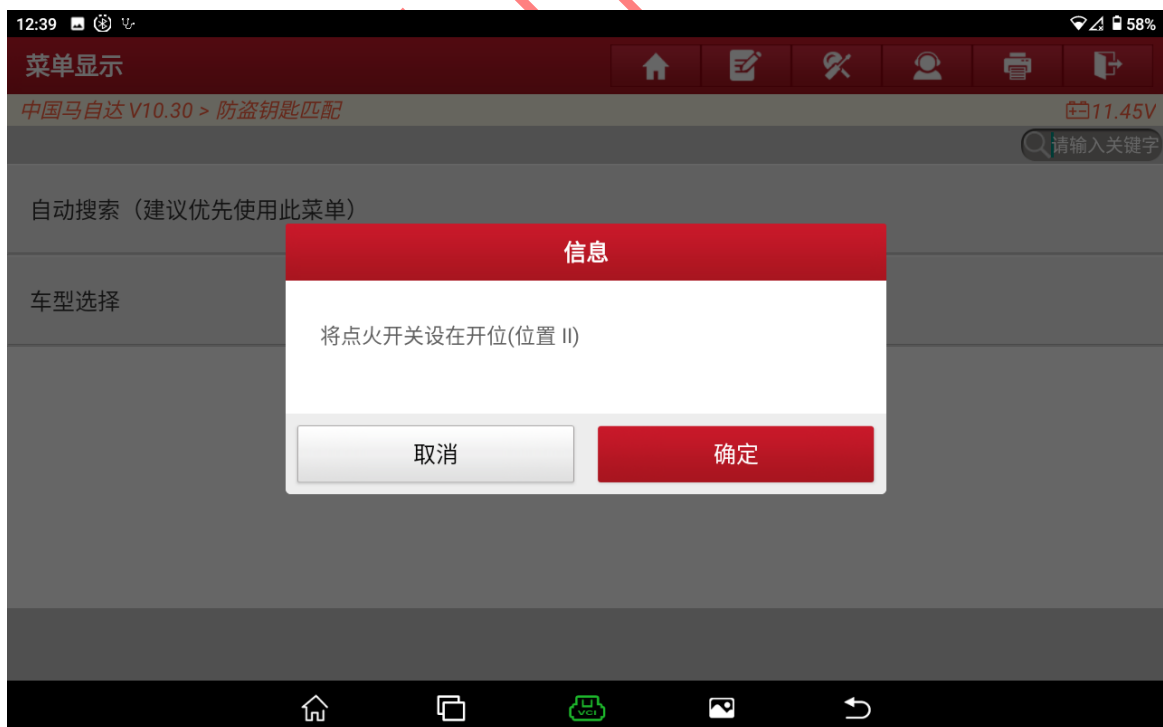 12:39
58%
菜单显示
中国马自达 V10.30 > 防盗钥匙匹配
11.45V
请输入关键字
自动搜索（建议优先使用此菜单）
信息
车型选择
将点火开关设在开位(位置 II)
取消
确定
VCI